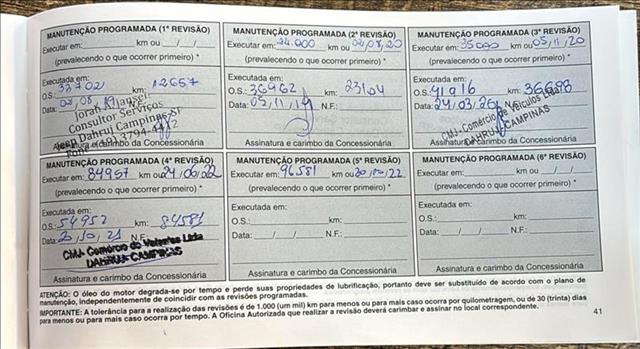 MANUTENÇÃO PROGRAMADA (1ª REVISÃO)
Executar em: km ou / /
(prevalecendo o que ocorrer primeiro) *
Executada em:
O.S.: 33702 km: 12657
Data: 02, 08, 19 N.F.:
Consultor Serviços
Jeep Dahruj Campinas-SP
Assinatura e carimbo da Concessionária
MANUTENÇÃO PROGRAMADA (2ª REVISÃO)
Executar em: 24.000 km ou 02/08/20
(prevalecendo o que ocorrer primeiro) *
Executada em:
O.S.: 36962 km: 23104
Data: 05/11/19 N.F.:
Assinatura e carimbo da Concessionária
MANUTENÇÃO PROGRAMADA (3ª REVISÃO)
Executar em: 35000 km ou 05/11/20
(prevalecendo o que ocorrer primeiro) *
Executada em:
O.S.: 41916 km: 36698
Data: 24/03/20 N.F.:
CMJ-Comércio de Veículos Ltda
DAHRUJ CAMPINAS
Assinatura e carimbo da Concessionária
MANUTENÇÃO PROGRAMADA (4ª REVISÃO)
Executar em: 84957 km ou 24/06/22
(prevalecendo o que ocorrer primeiro) *
Executada em:
O.S.: 54952 km: 84581
Data: 20/10/21 N.F.:
CMJ-Comércio de Veículos Ltda
DAHRUJ CAMPINAS
Assinatura e carimbo da Concessionária
MANUTENÇÃO PROGRAMADA (5ª REVISÃO)
Executar em: 96581 km ou 20/10/22
(prevalecendo o que ocorrer primeiro) *
Executada em:
O.S.: km:
Data: / / N.F.:
Assinatura e carimbo da Concessionária
MANUTENÇÃO PROGRAMADA (6ª REVISÃO)
Executar em: km ou / /
(prevalecendo o que ocorrer primeiro) *
Executada em:
O.S.: km:
Data: / / N.F.:
Assinatura e carimbo da Concessionária
ATENÇÃO: O óleo do motor degrada-se por tempo e perde suas propriedades de lubrificação, portanto deve ser substituído de acordo com o plano de
manutenção, independentemente de coincidir com as revisões programadas.
IMPORTANTE: A tolerância para a realização das revisões é de 1.000 (um mil) km para menos ou para mais caso ocorra por quilometragem, ou de 30 (trinta) dias
para menos ou para mais caso ocorra por tempo. A Oficina Autorizada que realizar a revisão deverá carimbar e assinar no local correspondente.
41